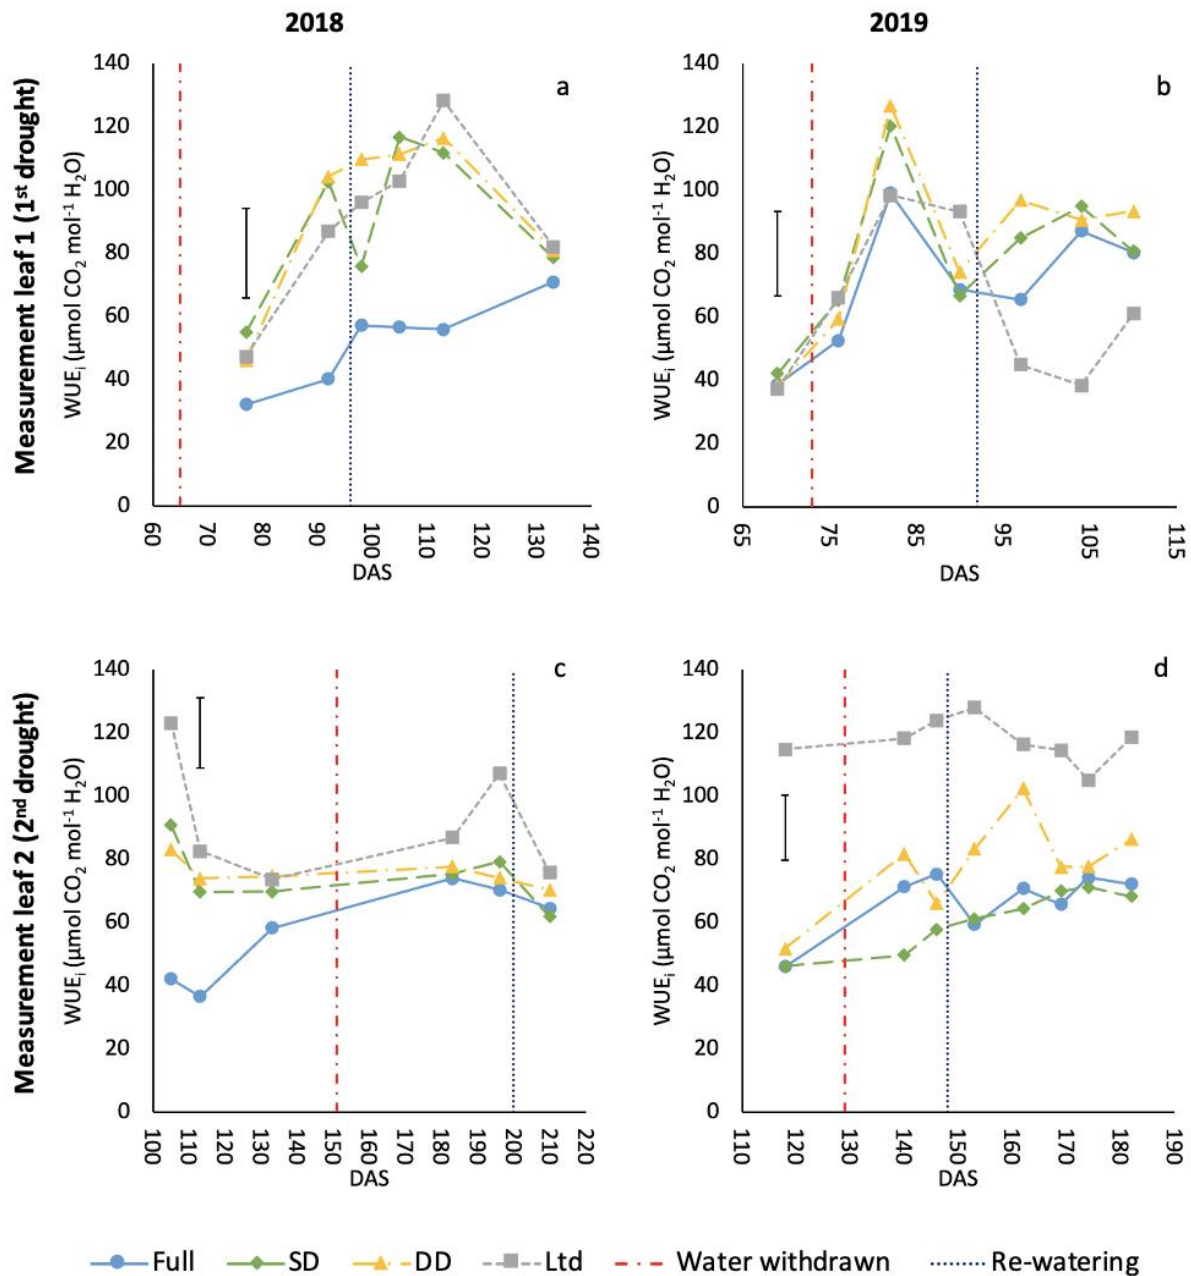 2018
2019
Measurement leaf 1 (1st drought)
WUEi (µmol CO2 mol-1 H2O)
140
120
100
80
60
40
20
0
a
60 70 80 90 100 110 120 130 140
DAS
WUEi (µmol CO2 mol-1 H2O)
140
120
100
80
60
40
20
0
b
65 75 85 95 105 115
DAS
Measurement leaf 2 (2nd drought)
WUEi (µmol CO2 mol-1 H2O)
140
120
100
80
60
40
20
0
c
100 110 120 130 140 150 160 170 180 190 200 210 220
DAS
WUEi (µmol CO2 mol-1 H2O)
140
120
100
80
60
40
20
0
d
110 120 130 140 150 160 170 180 190
DAS
Full SD DD Ltd Water withdrawn Re-watering